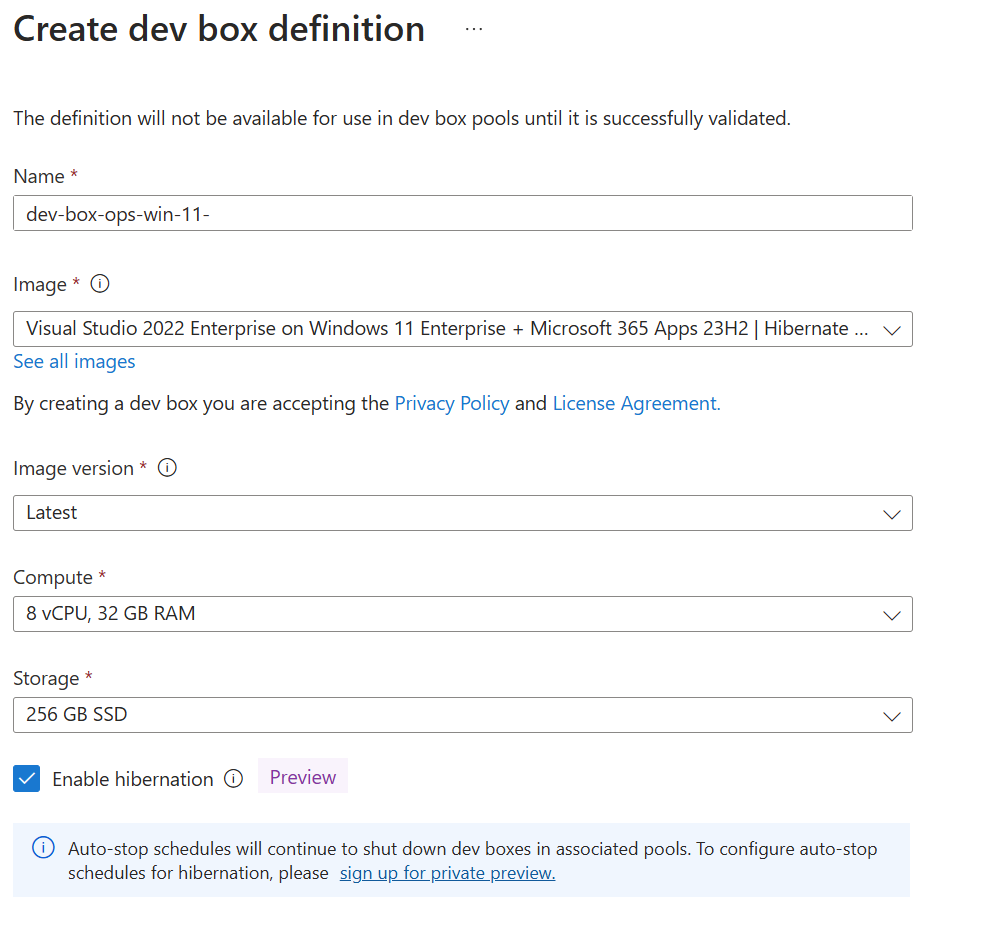 Create dev box definition ...
The definition will not be available for use in dev box pools until it is successfully validated.
Name *
dev-box-ops-win-11-
Image *
Visual Studio 2022 Enterprise on Windows 11 Enterprise + Microsoft 365 Apps 23H2 | Hibernate ...
See all images
By creating a dev box you are accepting the Privacy Policy and License Agreement.
Image version *
Latest
Compute *
8 vCPU, 32 GB RAM
Storage *
256 GB SSD
Enable hibernation Preview
Auto-stop schedules will continue to shut down dev boxes in associated pools. To configure auto-stop
schedules for hibernation, please sign up for private preview.